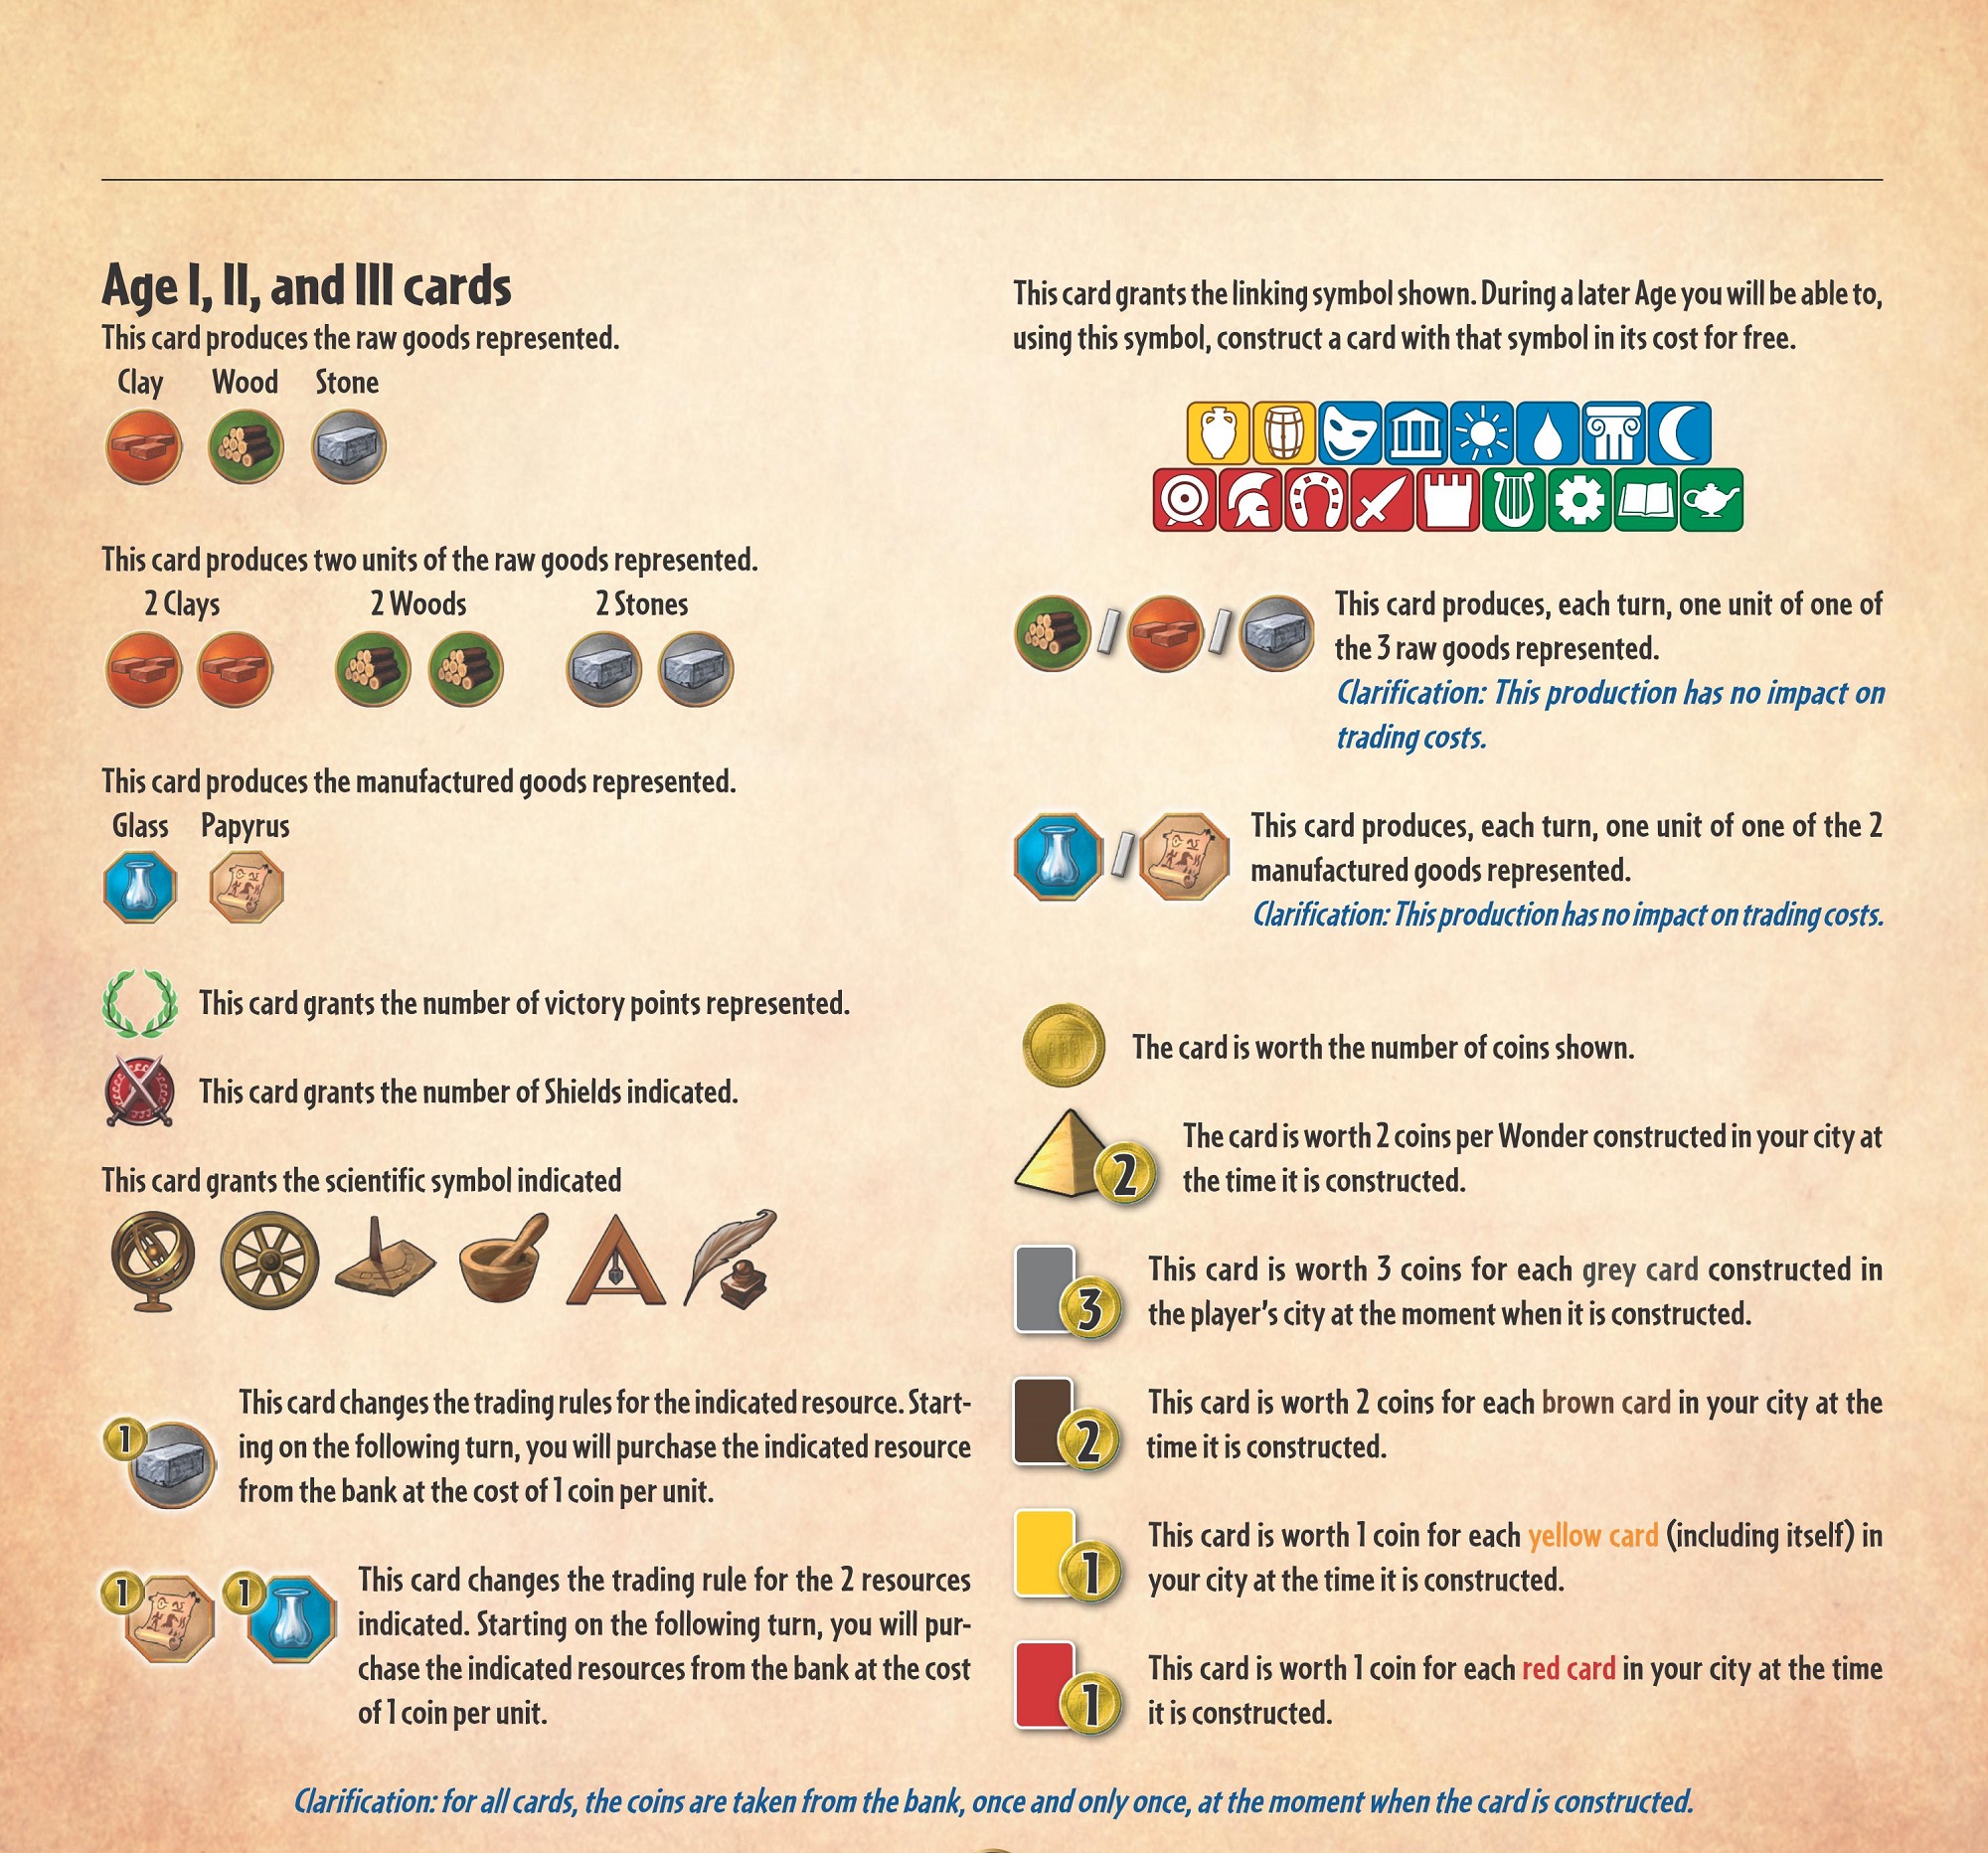 Age I, II, and III cards
This card produces the raw goods represented.
Clay Wood Stone
This card produces two units of the raw goods represented.
2 Clays 2 Woods 2 Stones
This card produces the manufactured goods represented.
Glass Papyrus
This card grants the number of victory points represented.
This card grants the number of Shields indicated.
This card grants the scientific symbol indicated
1
This card changes the trading rules for the indicated resource. Start-
ing on the following turn, you will purchase the indicated resource
from the bank at the cost of 1 coin per unit.
1 1
This card changes the trading rule for the 2 resources
indicated. Starting on the following turn, you will pur-
chase the indicated resources from the bank at the cost
of 1 coin per unit.
This card grants the linking symbol shown. During a later Age you will be able to,
using this symbol, construct a card with that symbol in its cost for free.
This card produces, each turn, one unit of one of
the 3 raw goods represented.
Clarification: This production has no impact on
trading costs.
This card produces, each turn, one unit of one of the 2
manufactured goods represented.
Clarification: This production has no impact on trading costs.
The card is worth the number of coins shown.
2
The card is worth 2 coins per Wonder constructed in your city at
the time it is constructed.
3
This card is worth 3 coins for each grey card constructed in
the player's city at the moment when it is constructed.
2
This card is worth 2 coins for each brown card in your city at the
time it is constructed.
1
This card is worth 1 coin for each yellow card (including itself) in
your city at the time it is constructed.
1
This card is worth 1 coin for each red card in your city at the time
it is constructed.
Clarification: for all cards, the coins are taken from the bank, once and only once, at the moment when the card is constructed.